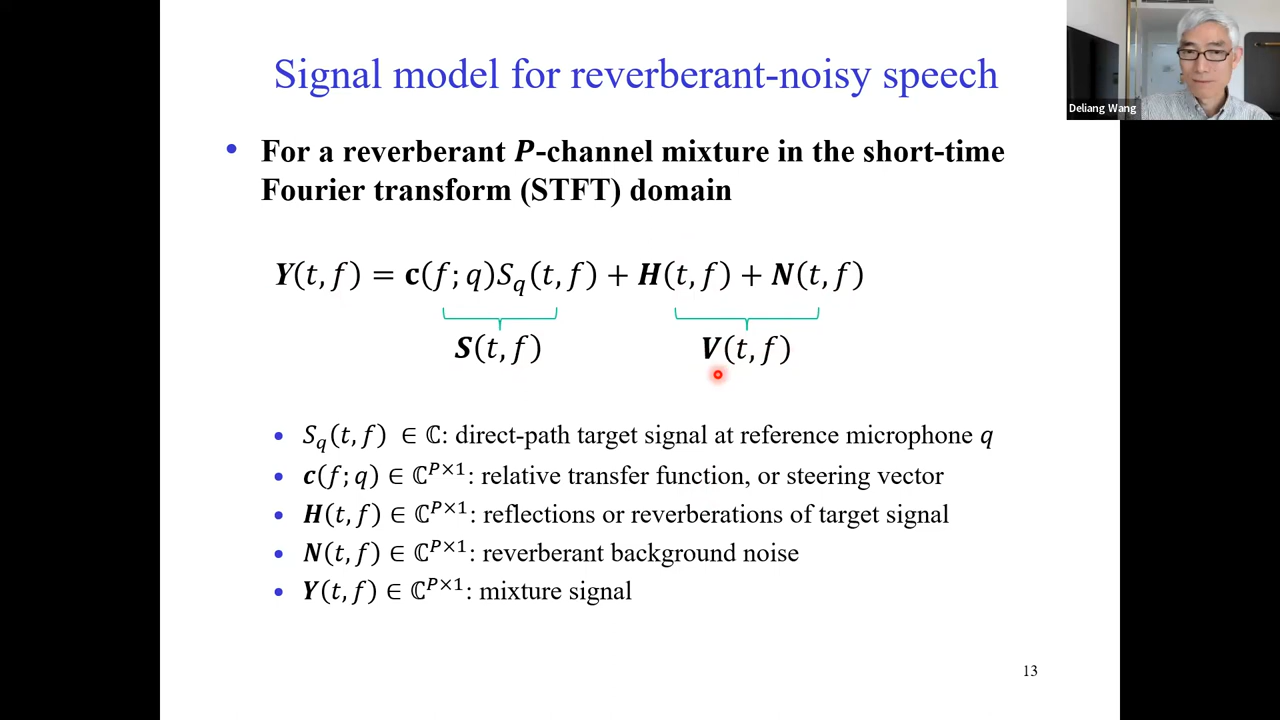 Signal model for reverberant-noisy speech
Deliang Wang
• For a reverberant P-channel mixture in the short-time
Fourier transform (STFT) domain
Y(t, f) = c(f; q)S_q(t, f) + H(t, f) + N(t, f)
S(t, f) V(t, f)
• S_q(t, f) ∈ ℂ: direct-path target signal at reference microphone q
• c(f; q) ∈ ℂ^{P×1}: relative transfer function, or steering vector
• H(t, f) ∈ ℂ^{P×1}: reflections or reverberations of target signal
• N(t, f) ∈ ℂ^{P×1}: reverberant background noise
• Y(t, f) ∈ ℂ^{P×1}: mixture signal
13